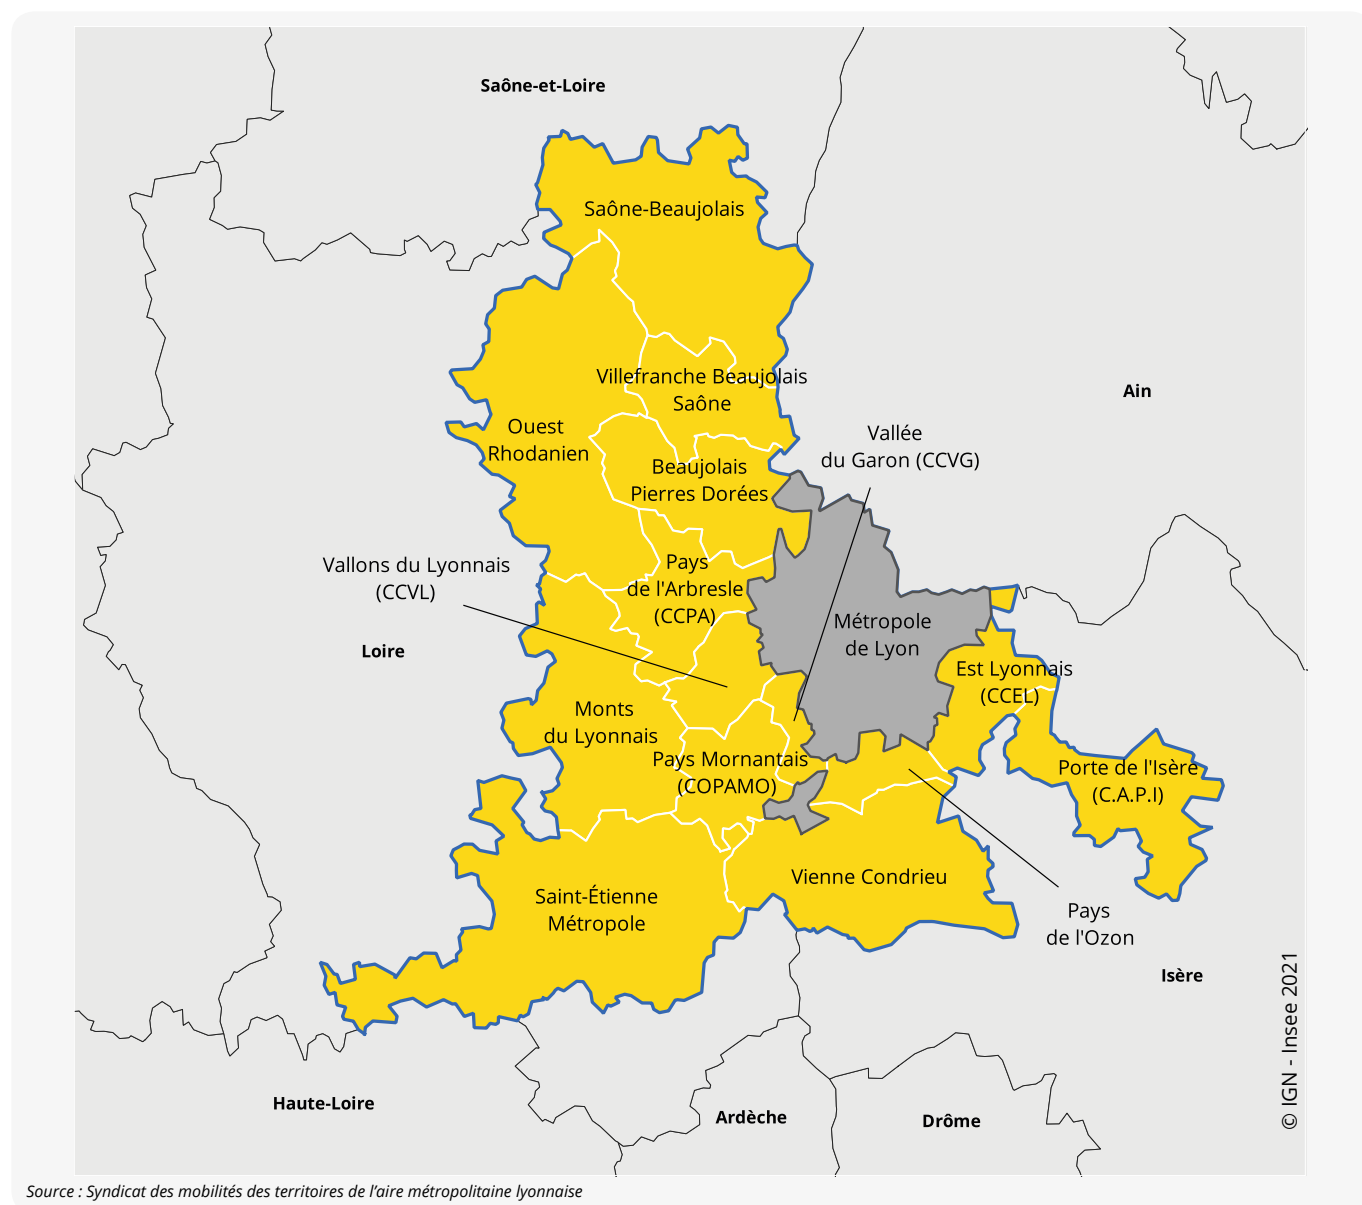 Saône-et-Loire
Saône-Beaujolais
Villefranche Beaujolais
Saône
Ain
Ouest
Rhodanien
Vallée
du Garon (CCVG)
Beaujolais
Pierres Dorées
Vallons du Lyonnais
(CCVL)
Pays
de l'Arbresle
(CCPA)
Métropole
de Lyon
Loire
Est Lyonnais
(CCEL)
Monts
du Lyonnais
Pays Mornantais
(COPAMO)
Porte de l'Isère
(C.A.P.I)
Vienne Condrieu
Saint-Étienne
Métropole
Pays
de l'Ozon
Isère
© IGN - Insee 2021
Haute-Loire
Ardèche
Drôme
Source : Syndicat des mobilités des territoires de l'aire métropolitaine lyonnaise